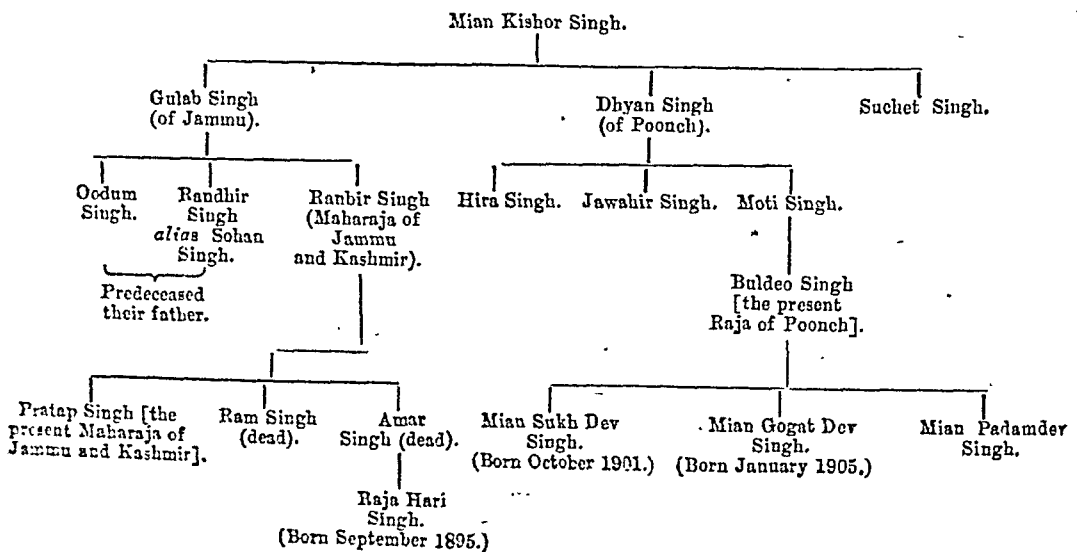 Mian Kishor Singh.
Gulab Singh
(of Jammu).
Dhyan Singh
(of Poonch).
Suchet Singh.
Oodum
Singh.
Randhir
Singh
alias Sohan
Singh.
Ranbir Singh
(Maharaja of
Jammu
and Kashmir).
Hira Singh.
Jawahir Singh.
Moti Singh.
Predeceased
their father.
Buldeo Singh
[the present
Raja of Poonch].
Pratap Singh [the
present Maharaja of
Jammu and Kashmir].
Ram Singh
(dead).
Amar
Singh (dead).
Mian Sukh Dev
Singh.
(Born October 1901.)
Mian Gogat Dev
Singh.
(Born January 1905.)
Mian Padamdev
Singh.
Raja Hari
Singh.
(Born September 1895.)